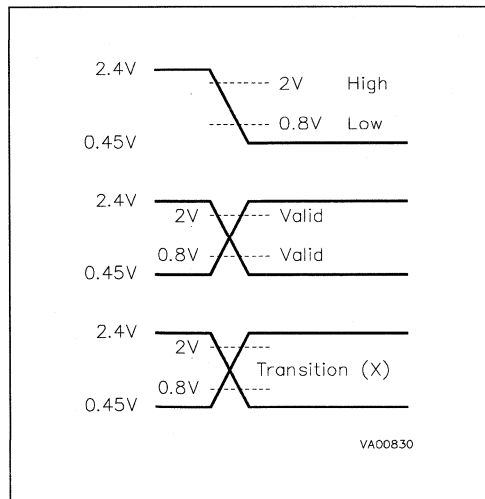 2.4V
2V High
0.8V Low
0.45V
2.4V
2V Valid
0.8V Valid
0.45V
2.4V
2V
Transition (X)
0.8V
0.45V
VA00830